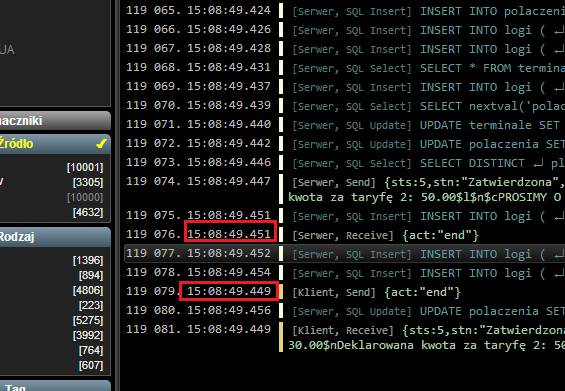 UA
naczniki
Źródło
[10001]
[3305]
[10000]
[4632]
Rodzaj
[1396]
[894]
[4806]
[223]
[5275]
[3992]
[764]
[607]
Tag
119 065. 15:08:49.424 [Serwer, SQL Insert] INSERT INTO polaczeni
119 066. 15:08:49.426 [Serwer, SQL Insert] INSERT INTO logi ( ↵
119 067. 15:08:49.428 [Serwer, SQL Insert] INSERT INTO logi ( ↵
119 068. 15:08:49.431 [Serwer, SQL Select] SELECT * FROM termina
119 069. 15:08:49.437 [Serwer, SQL Insert] INSERT INTO logi ( ↵
119 070. 15:08:49.439 [Serwer, SQL Select] SELECT nextval('polac
119 071. 15:08:49.440 [Serwer, SQL Update] UPDATE terminale SET
119 072. 15:08:49.442 [Serwer, SQL Update] UPDATE polaczenia SET
119 073. 15:08:49.446 [Serwer, SQL Select] SELECT DISTINCT ↵ pl
119 074. 15:08:49.447 [Serwer, Send] {sts:5,stn:"Zatwierdzona",
kwota za taryfę 2: 50.00$l$n$cPROSIMY O
119 075. 15:08:49.451 [Serwer, SQL Insert] INSERT INTO logi ( ↵
119 076. 15:08:49.451 [Serwer, Receive] {act:"end"}
119 077. 15:08:49.452 [Serwer, SQL Insert] INSERT INTO logi ( ↵
119 078. 15:08:49.454 [Serwer, SQL Insert] INSERT INTO logi ( ↵
119 079. 15:08:49.449 [Klient, Send] {act:"end"}
119 080. 15:08:49.456 [Serwer, SQL Update] UPDATE polaczenia SET
119 081. 15:08:49.449 [Klient, Receive] {sts:5,stn:"Zatwierdzona
30.00$nDeklarowana kwota za taryfę 2: 50